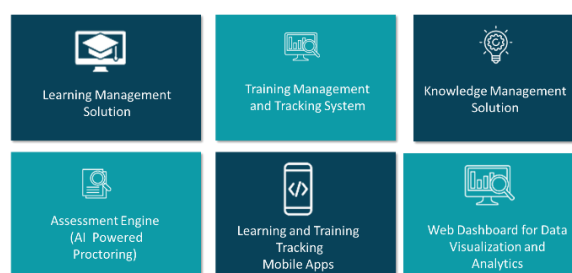 Learning Management
Solution
Training Management
and Tracking System
Knowledge Management
Solution
Assessment Engine
(AI Powered
Proctoring)
</>
Learning and Training
Tracking
Mobile Apps
Web Dashboard for Data
Visualization and
Analytics